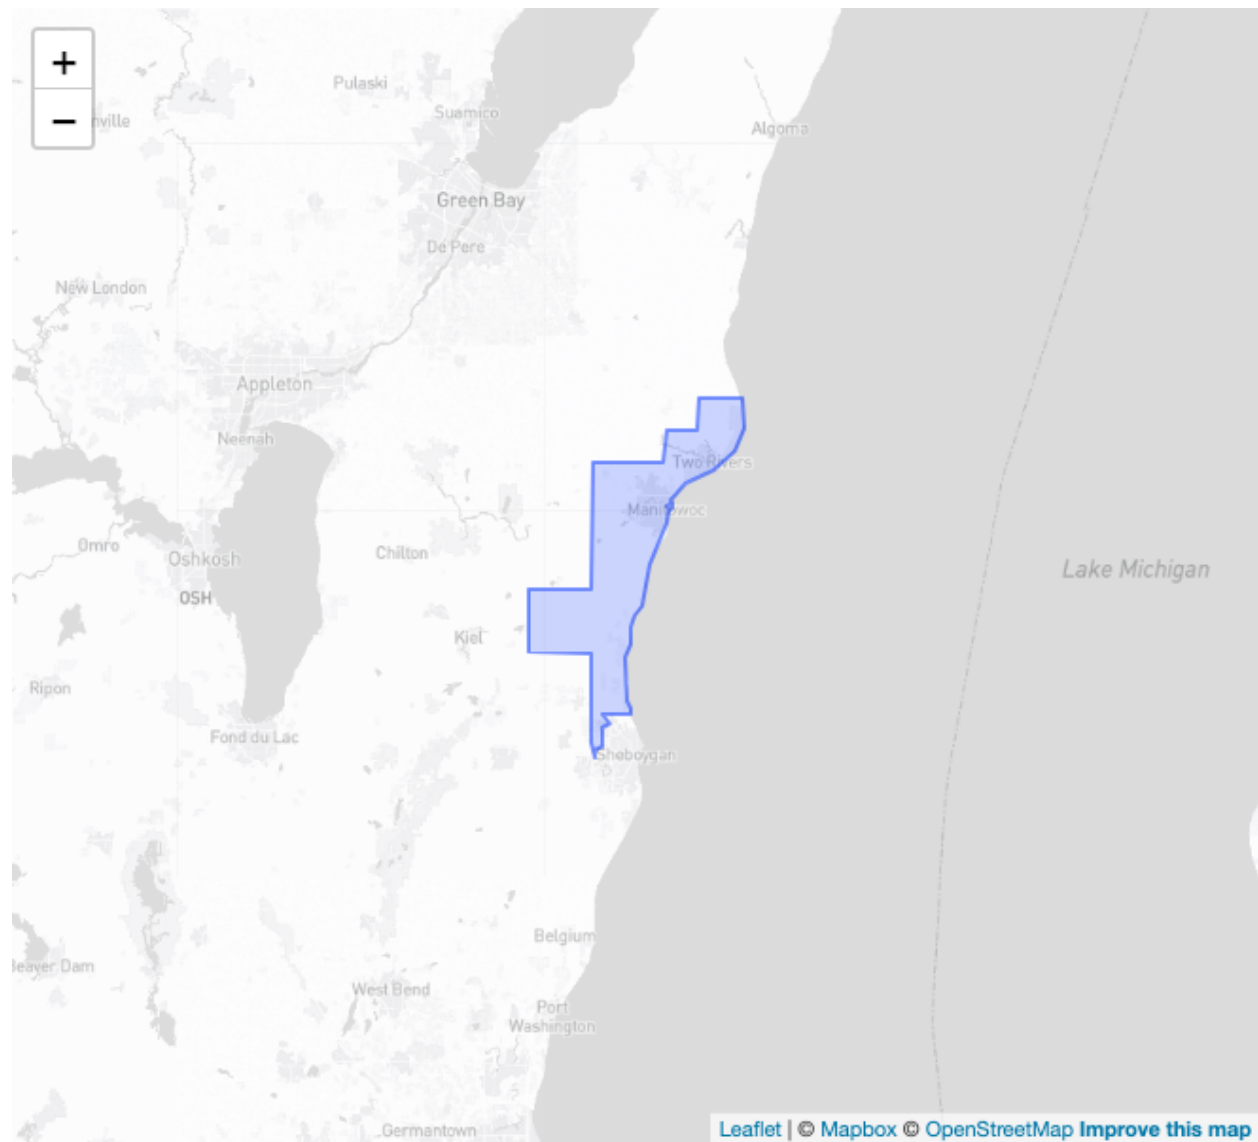 +
−
nville
Pulaski
Suamico
Algoma
Green Bay
De Pere
New London
Appleton
Neenah
Two Rivers
Manitowoc
Omro
Oshkosh
OSH
Chilton
Lake Michigan
Kiel
Ripon
Fond du Lac
Sheboygan
Belgium
Beaver Dam
West Bend
Port
Washington
Germantown
Leaflet | © Mapbox © OpenStreetMap Improve this map